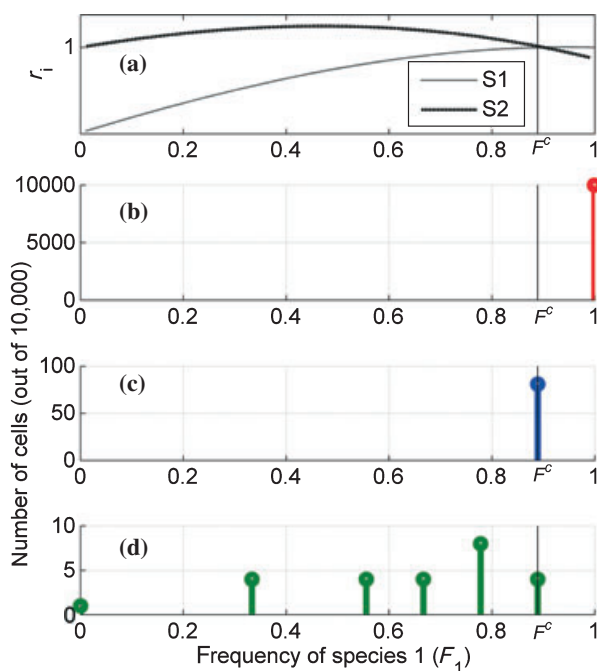 1
r_i
(a)
S1
S2
0 0.2 0.4 0.6 0.8 F^c 1
10000
5000
0
(b)
0 0.2 0.4 0.6 0.8 F^c 1
100
50
0
(c)
0 0.2 0.4 0.6 0.8 F^c 1
10
5
0
(d)
0 0.2 0.4 0.6 0.8 F^c 1
Number of cells (out of 10,000)
Frequency of species 1 (F_1)